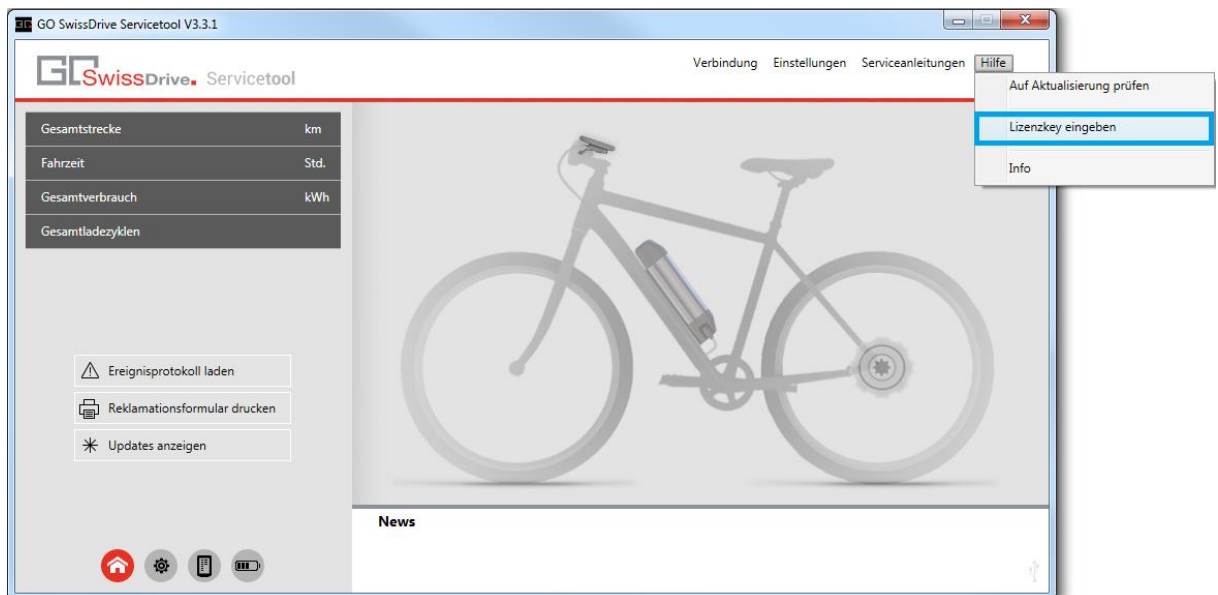 GO SwissDrive Servicetool V3.3.1
GO SwissDrive. Servicetool
Verbindung Einstellungen Serviceanleitungen Hilfe
Auf Aktualisierung prüfen
Lizenzkey eingeben
Info
Gesamtstrecke km
Fahrzeit Std.
Gesamtverbrauch kWh
Gesamtladezyklen
Ereignisprotokoll laden
Reklamationsformular drucken
Updates anzeigen
News